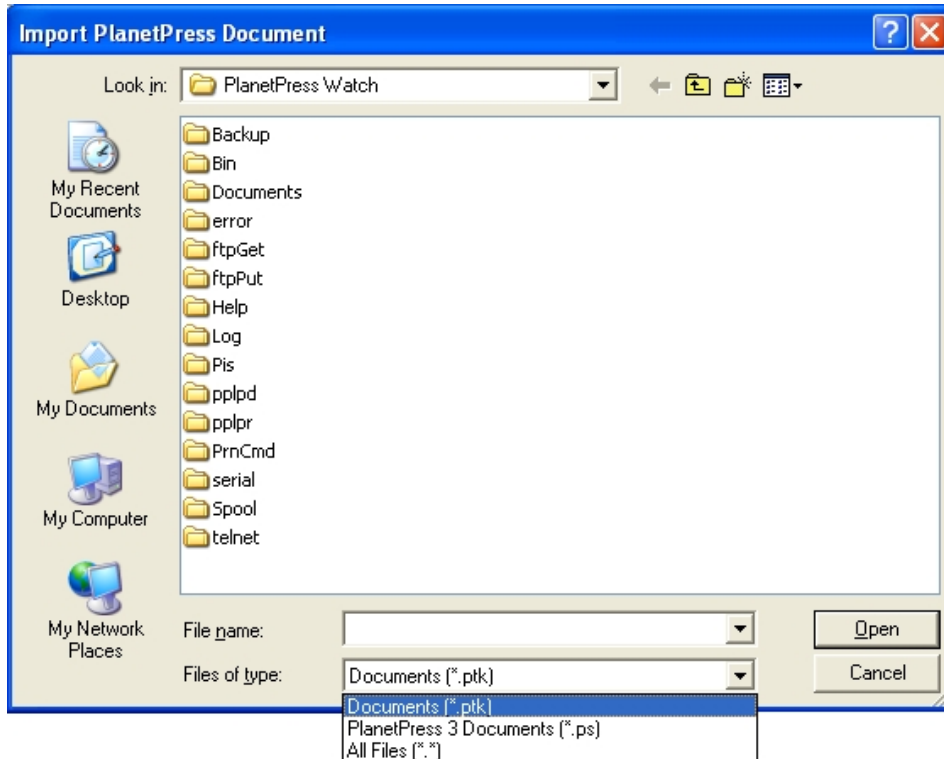 Import PlanetPress Document
Look in:
PlanetPress Watch
My Recent
Documents
Desktop
My Documents
My Computer
My Network
Places
Backup
Bin
Documents
error
ftpGet
ftpPut
Help
Log
Pis
pplpd
pplpr
PrnCmd
serial
Spool
telnet
File name:
Open
Files of type:
Documents (*.ptk)
Cancel
Documents (*.ptk)
PlanetPress 3 Documents (*.ps)
All Files (*.*)